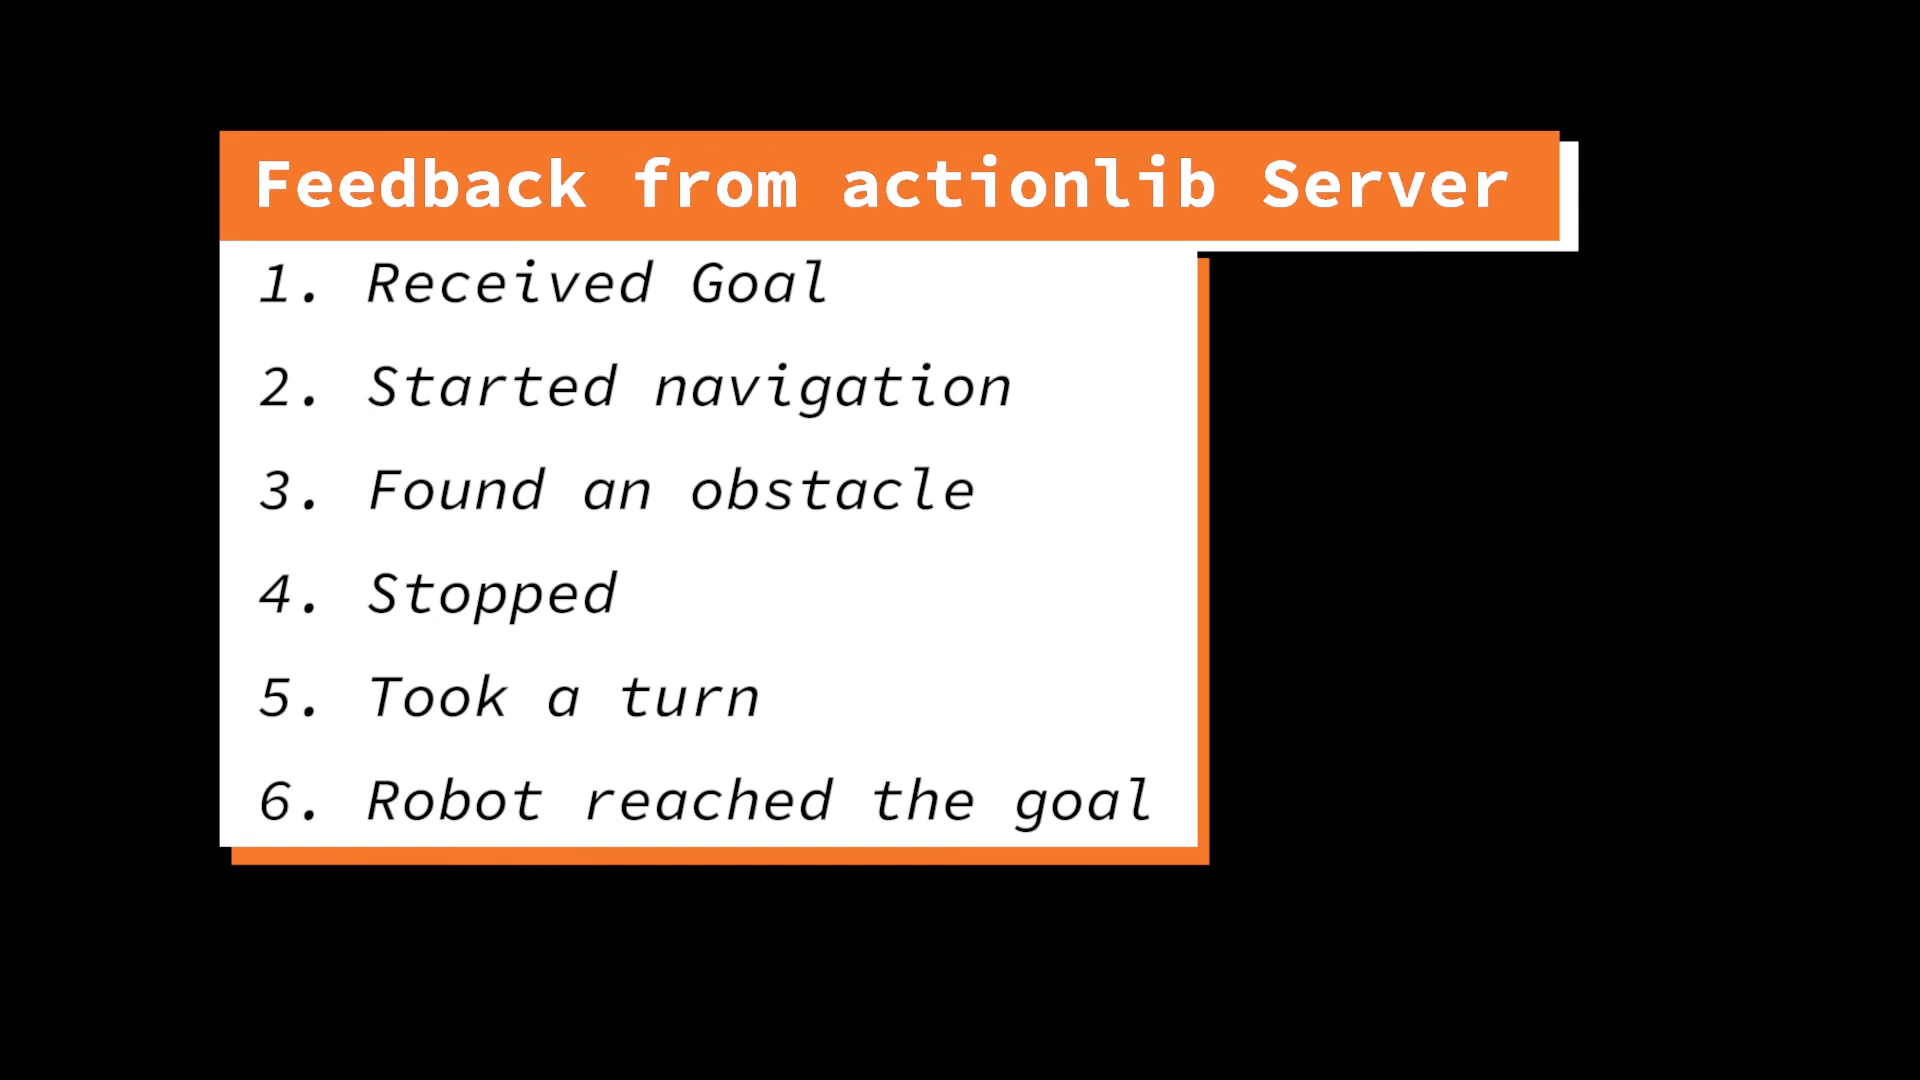 Feedback from actionlib Server
1. Received Goal
2. Started navigation
3. Found an obstacle
4. Stopped
5. Took a turn
6. Robot reached the goal